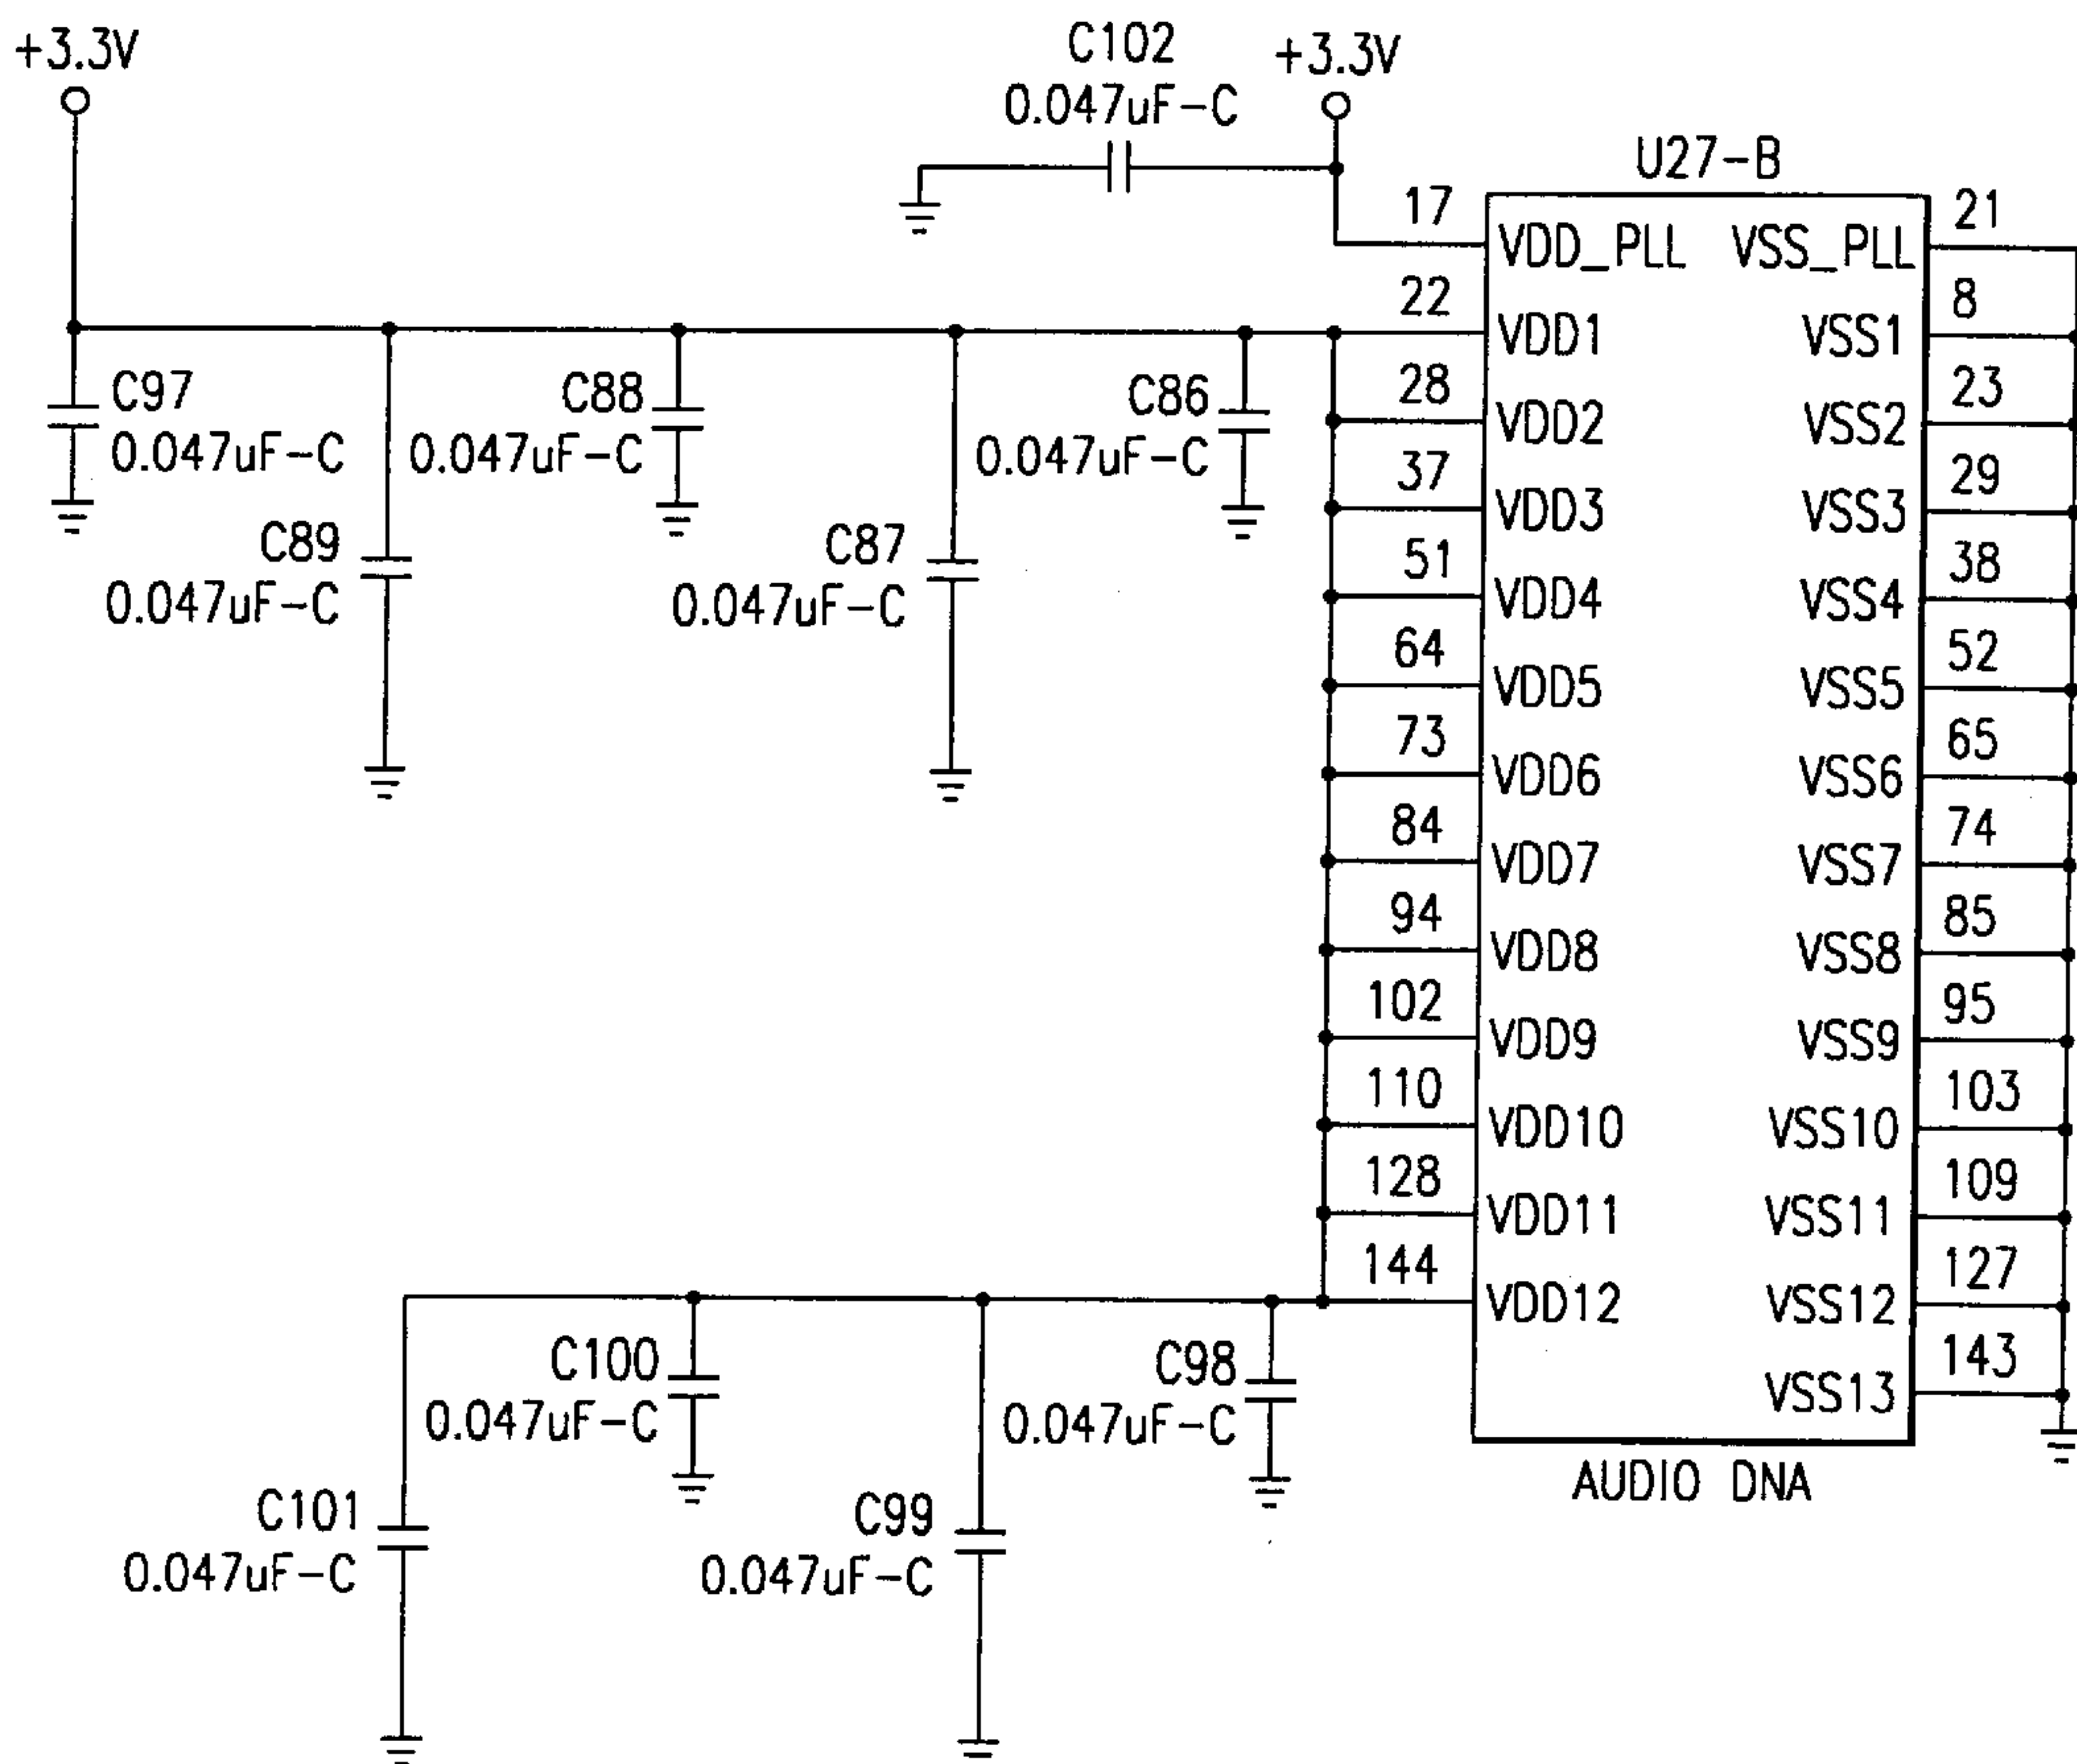 +3.3V
C102
0.047uF-C
+3.3V
U27-B
17
VDD_PLL
VSS_PLL
21
22
VDD1
VSS1
8
28
VDD2
VSS2
23
37
VDD3
VSS3
29
51
VDD4
VSS4
38
64
VDD5
VSS5
52
73
VDD6
VSS6
65
84
VDD7
VSS7
74
94
VDD8
VSS8
85
102
VDD9
VSS9
95
110
VDD10
VSS10
103
128
VDD11
VSS11
109
144
VDD12
VSS12
127
VSS13
143
AUDIO DNA
C97
0.047uF-C
C88
0.047uF-C
C86
0.047uF-C
C89
0.047uF-C
C87
0.047uF-C
C100
0.047uF-C
C98
0.047uF-C
C101
0.047uF-C
C99
0.047uF-C